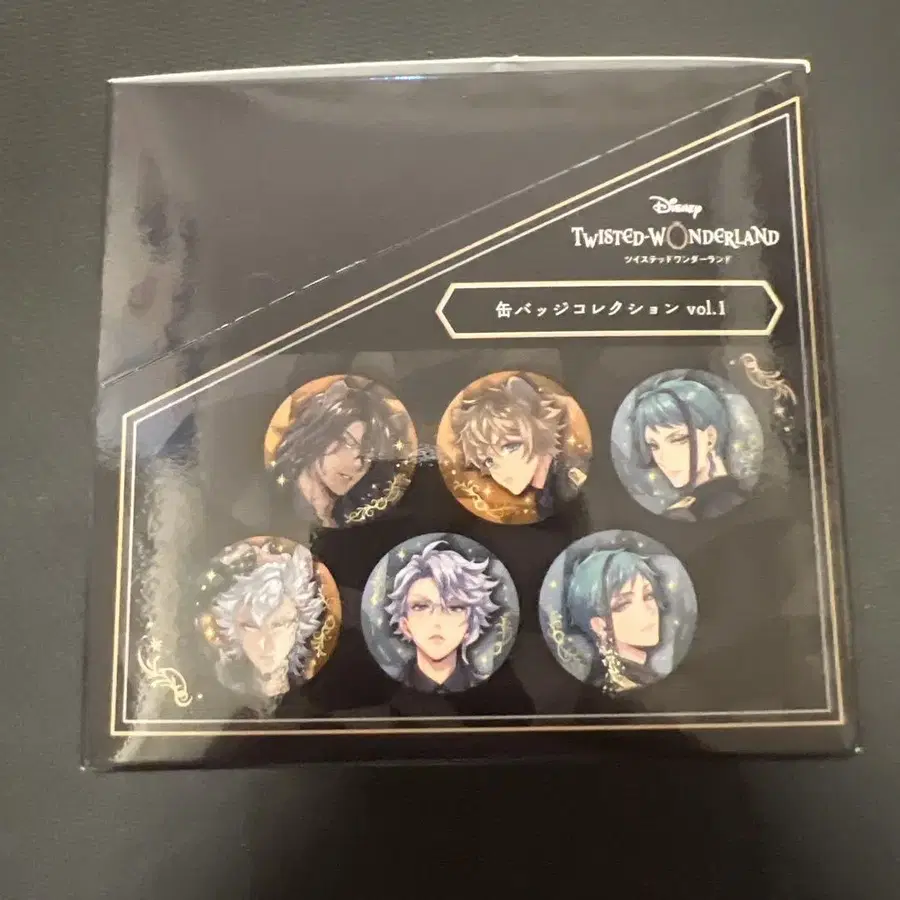 Disney
TWISTED-WONDERLAND
ツイステッドワンダーランド
缶バッジコレクション vol.1